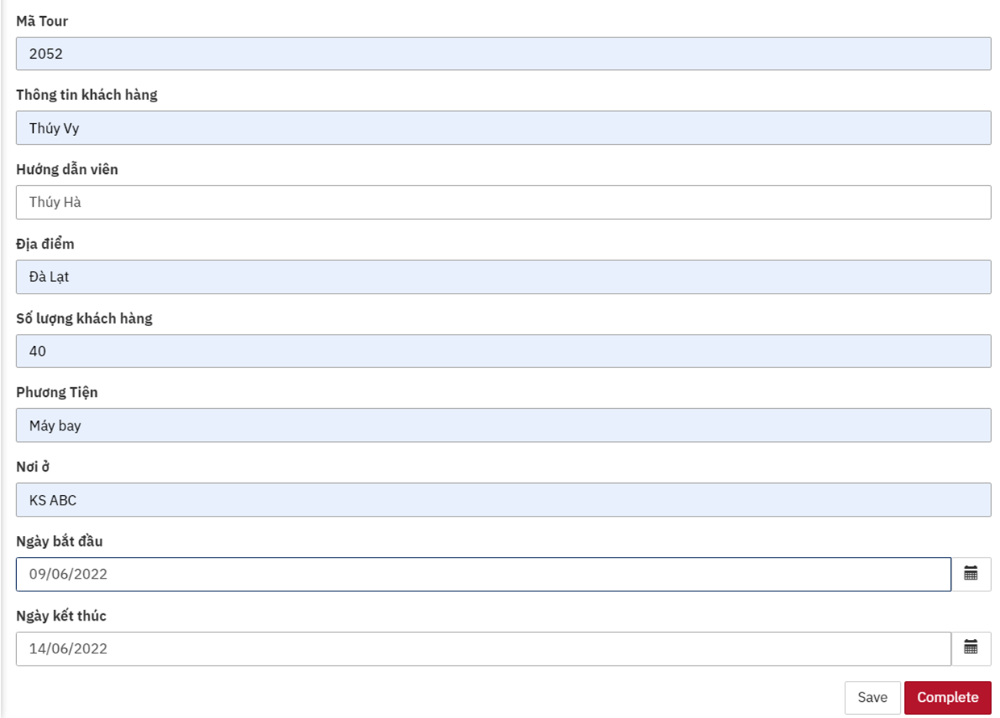 Mã Tour
2052
Thông tin khách hàng
Thúy Vy
Hướng dẫn viên
Thúy Hà
Địa điểm
Đà Lạt
Số lượng khách hàng
40
Phương Tiện
Máy bay
Nơi ở
KS ABC
Ngày bắt đầu
09/06/2022
Ngày kết thúc
14/06/2022
Save Complete